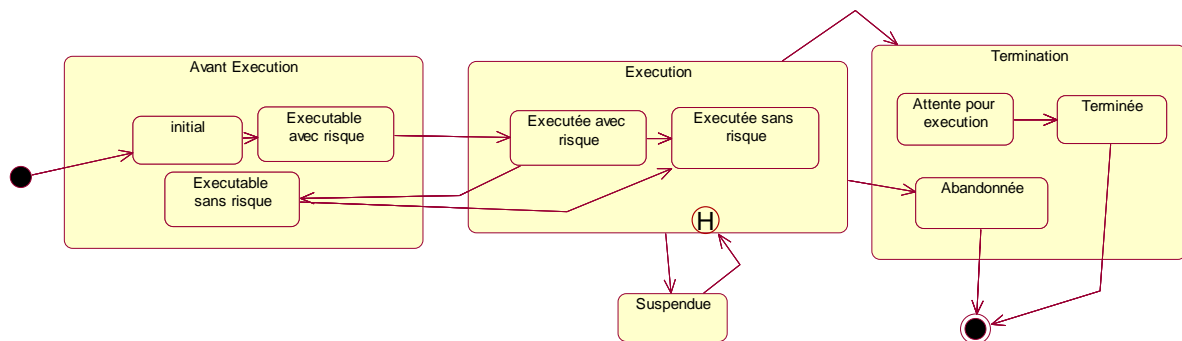 Avant Execution
initial
Executable
avec risque
Executable
sans risque
Execution
Executée avec
risque
Executée sans
risque
H
Suspendue
Termination
Attente pour
execution
Terminée
Abandonnée